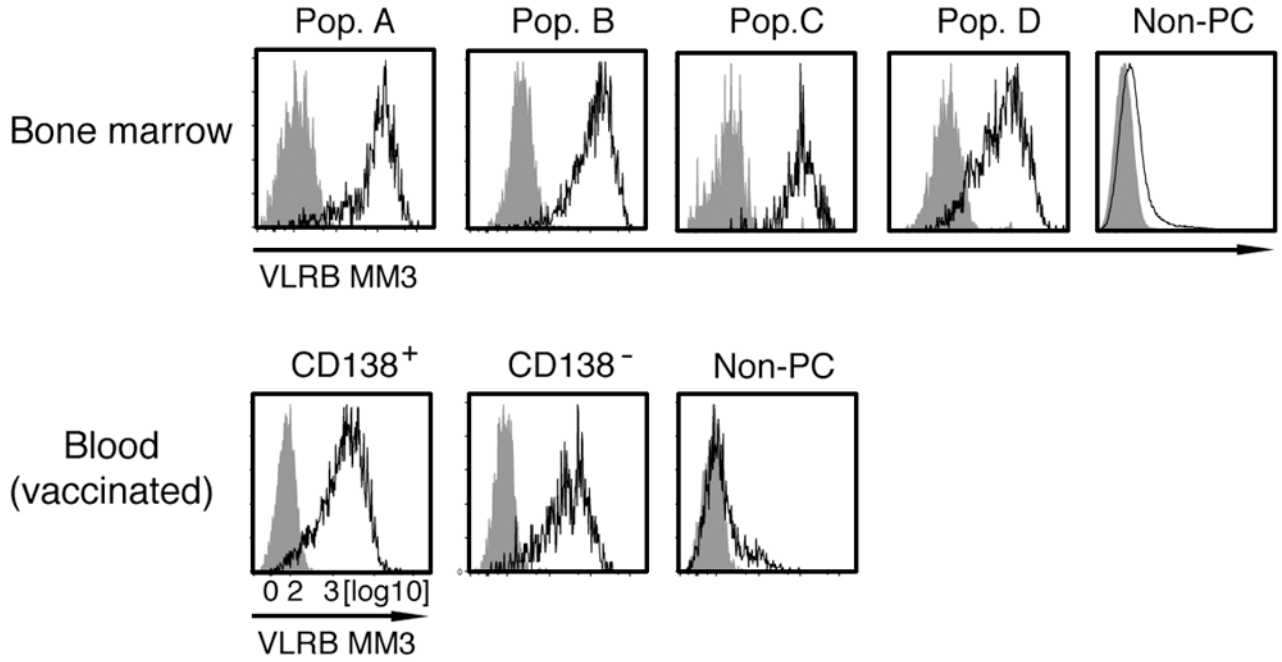 Pop. A Pop. B Pop.C Pop. D Non-PC
Bone marrow
VLRB MM3
CD138+ CD138- Non-PC
Blood
(vaccinated)
0
0 2 3 [log10]
VLRB MM3